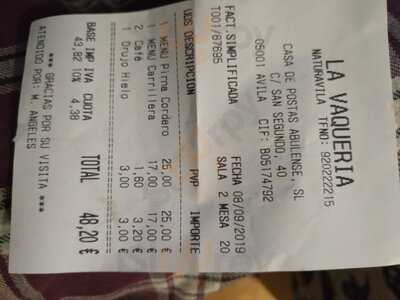 LA VAQUERIA
NATURAVILA TFNO: 920222215
CASA DE POSTAS ABULENSE, SL
C/ SAN SEGUNDO, 40
05001 AVILA CIF: B05174792
FACT.SIMPLIFICADA FECHA 08/09/2019
T001/87695 SALA 2 MESA 20
UDS DESCRIPCION PVP IMPORTE
1 MENU Pirna Cordero 25,00 25,00 €
1 MENU Carrillera 17,00 17,00 €
2 Café 1,60 3,20 €
1 Orujo Hielo 3,00 3,00 €
BASE IMP IVA CUOTA
43,82 10% 4,38 TOTAL 48,20 €
*** GRACIAS POR SU VISITA ***
ATENDIDO POR: M. ANGELES